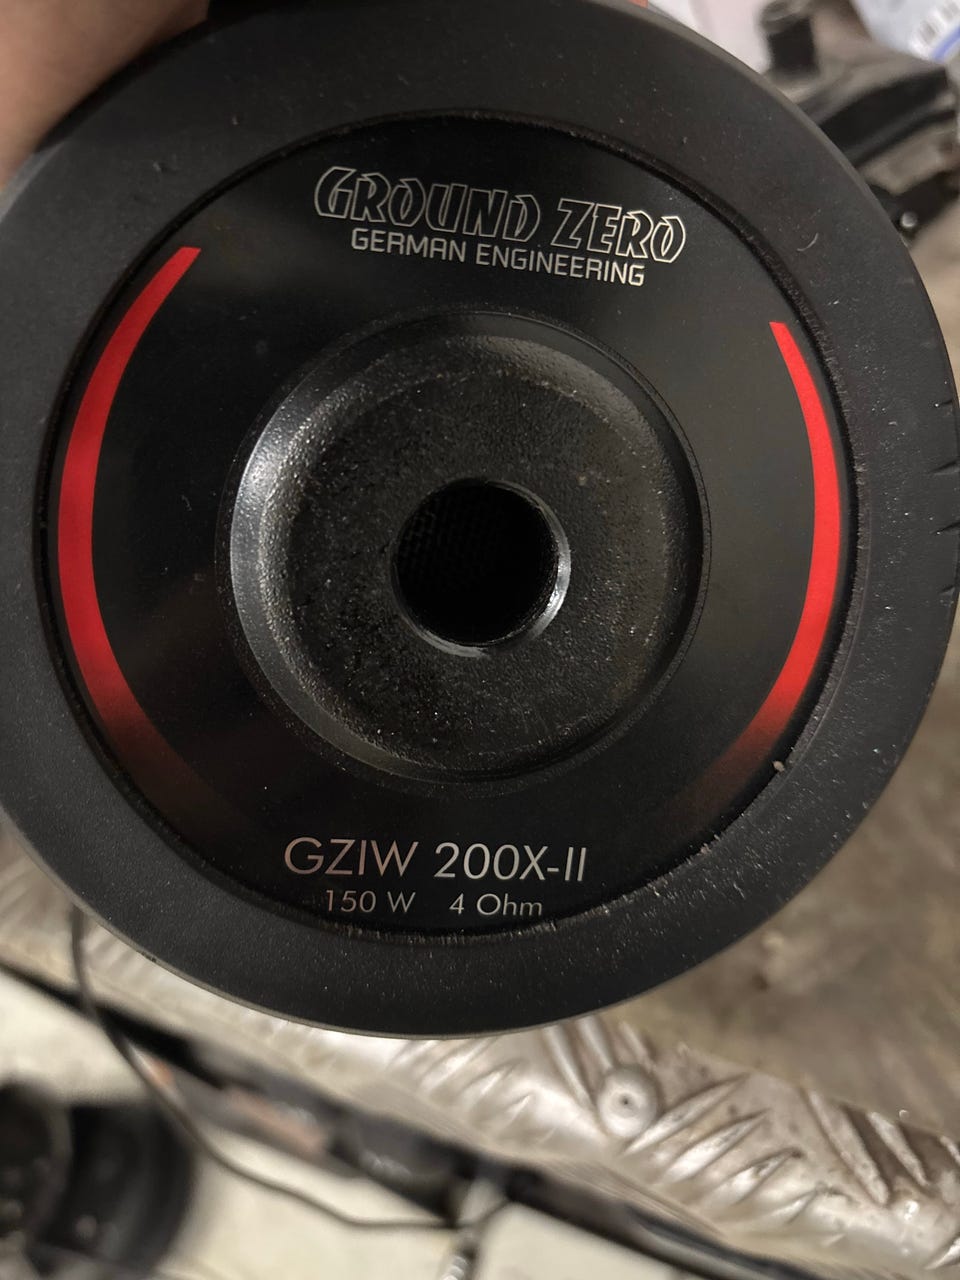 GROUND ZERO
GERMAN ENGINEERING
GZIW 200X-II
150 W 4 Ohm